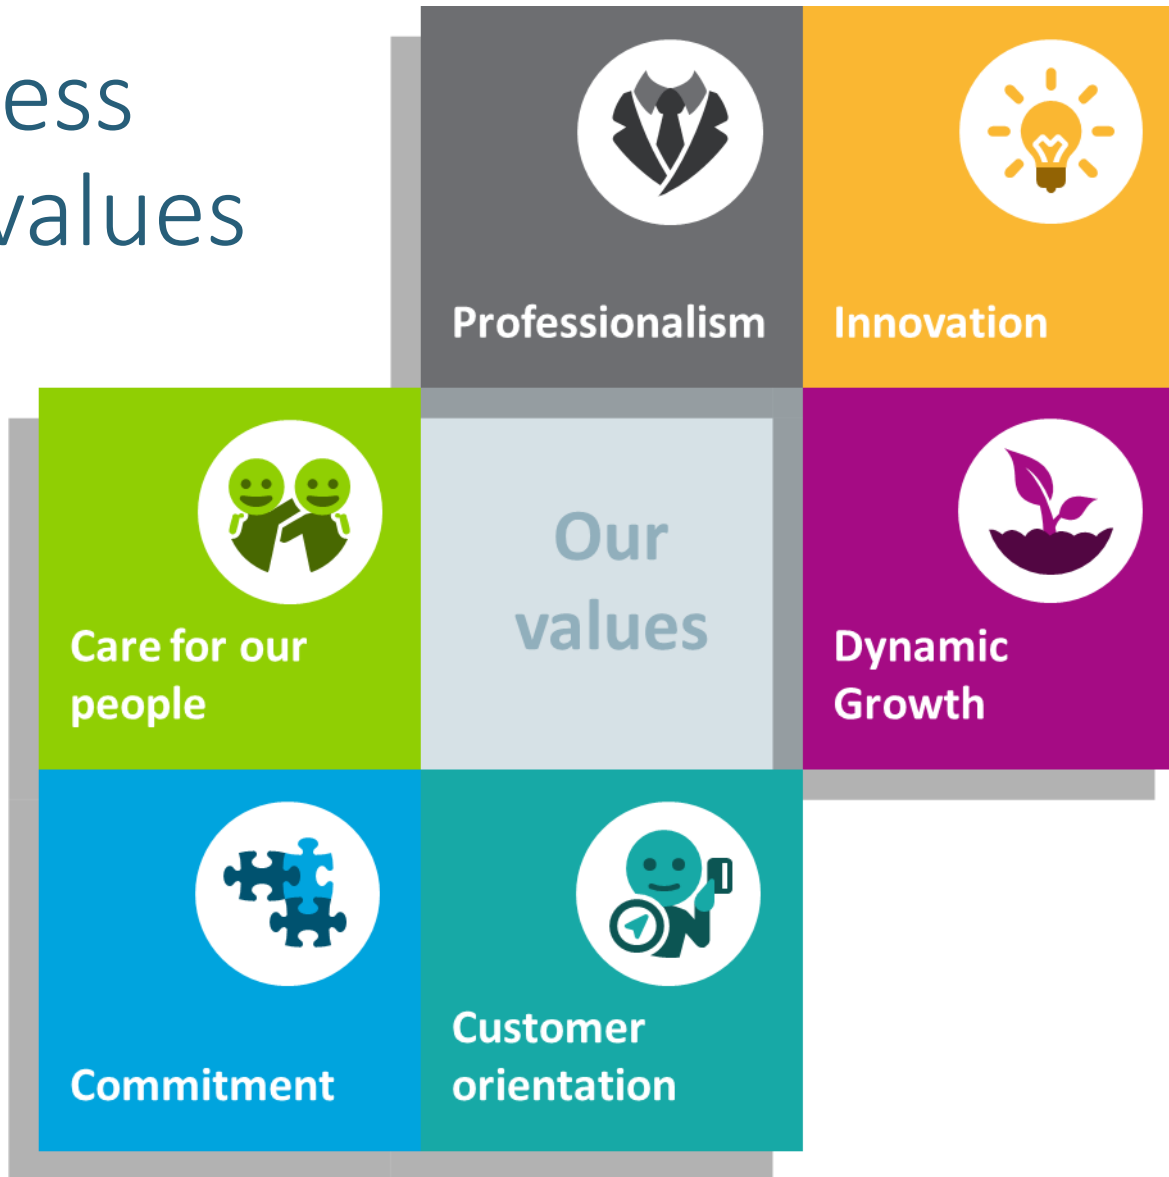 ess
values
Professionalism
Innovation
Care for our
people
Our
values
Dynamic
Growth
Commitment
Customer
orientation